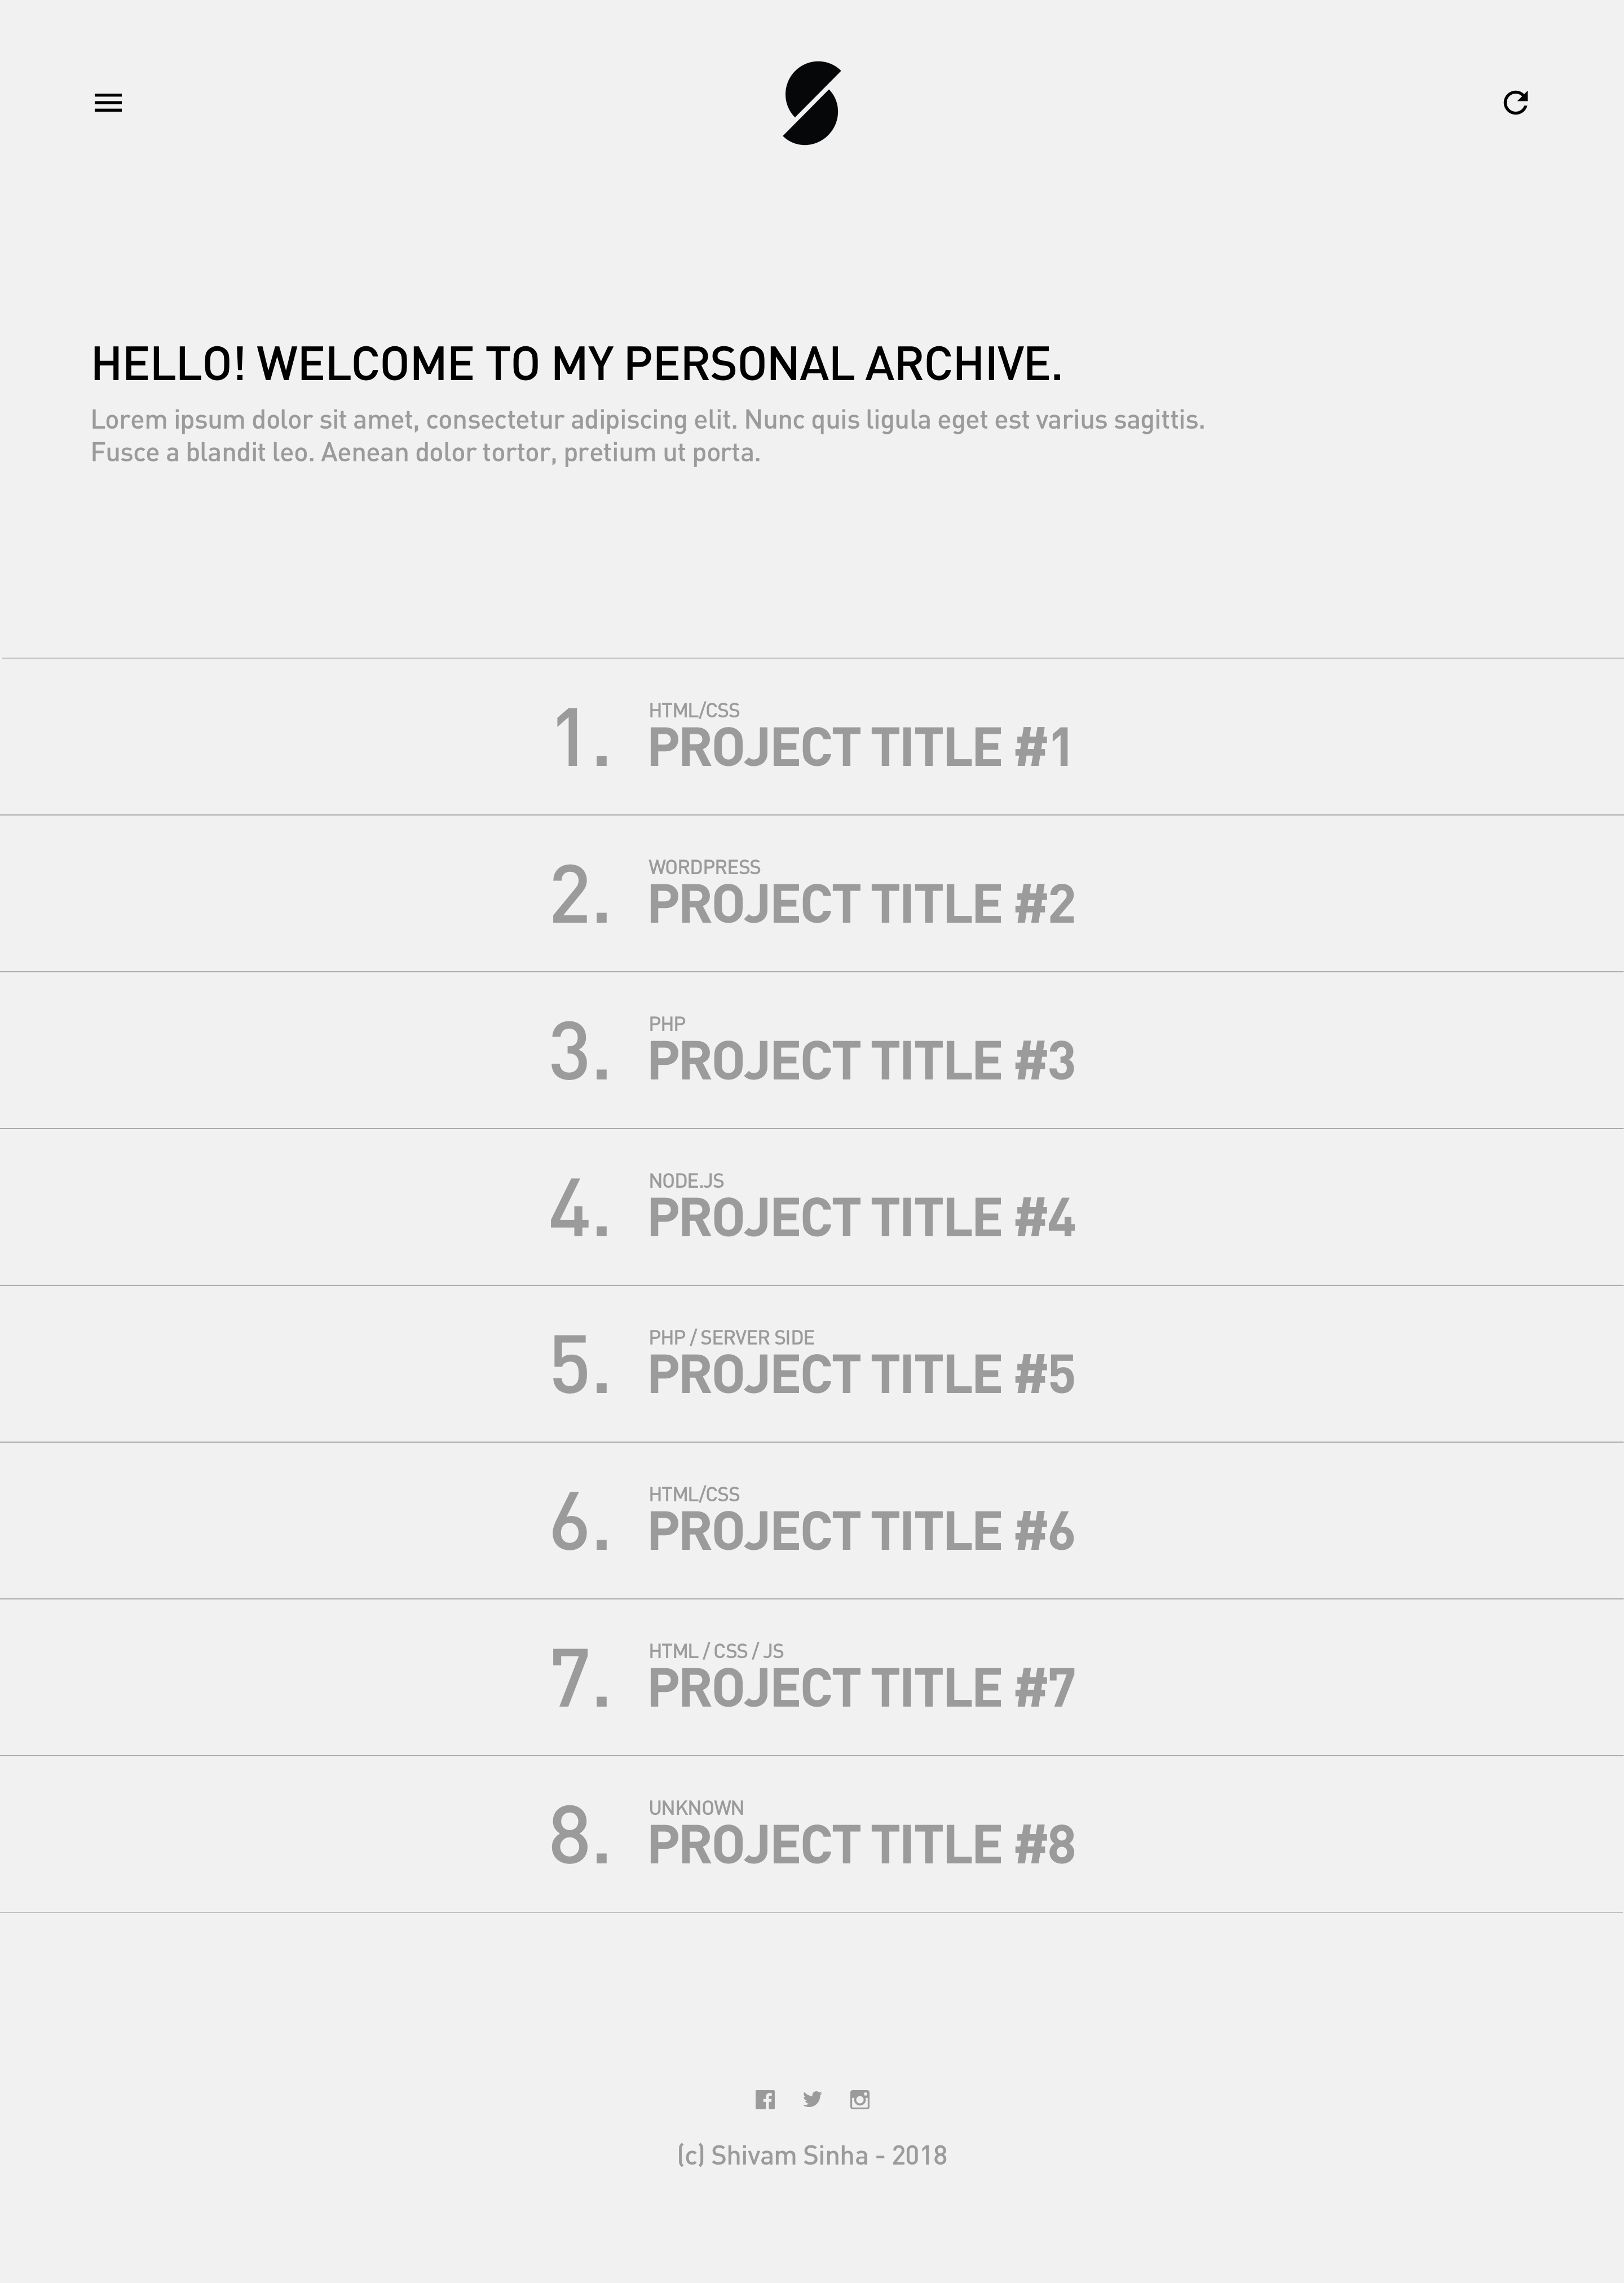 HELLO! WELCOME TO MY PERSONAL ARCHIVE.
Lorem ipsum dolor sit amet, consectetur adipiscing elit. Nunc quis ligula eget est varius sagittis.
Fusce a blandit leo. Aenean dolor tortor, pretium ut porta.
HTML/CSS
1. PROJECT TITLE #1
WORDPRESS
2. PROJECT TITLE #2
PHP
3. PROJECT TITLE #3
NODE.JS
4. PROJECT TITLE #4
PHP / SERVER SIDE
5. PROJECT TITLE #5
HTML/CSS
6. PROJECT TITLE #6
HTML / CSS / JS
7. PROJECT TITLE #7
UNKNOWN
8. PROJECT TITLE #8
(c) Shivam Sinha - 2018